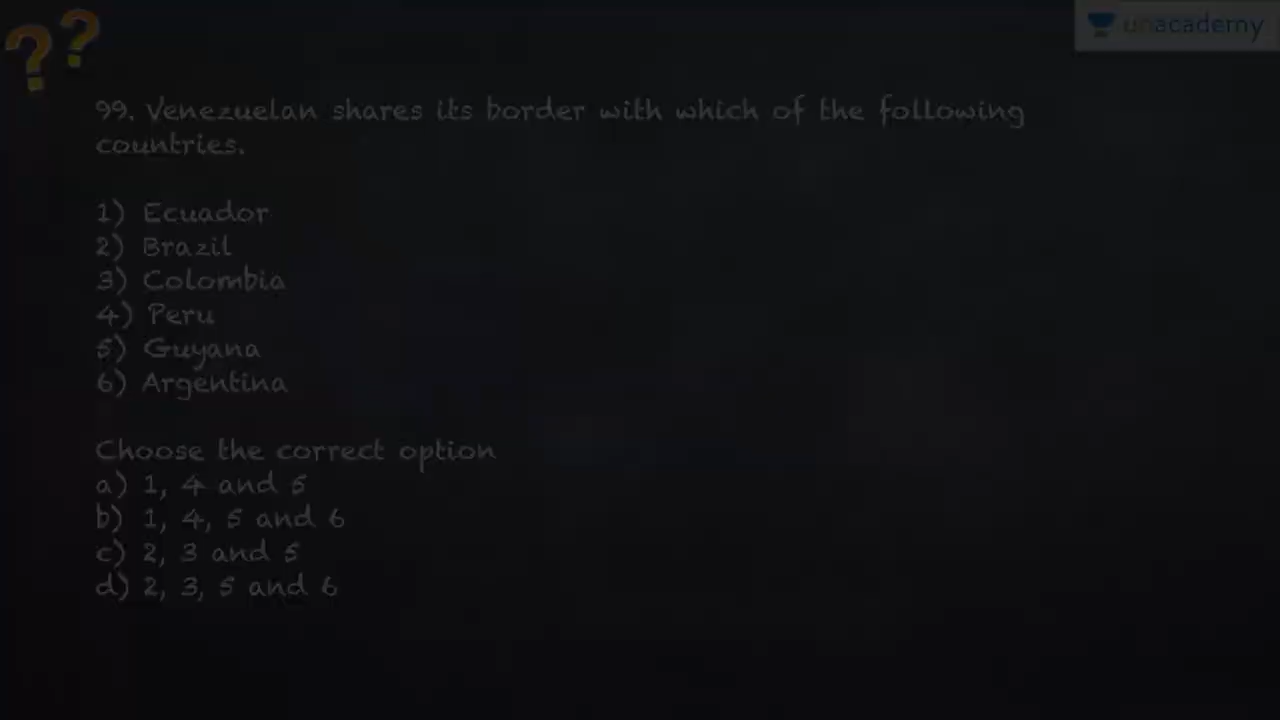 unacademy
99. Venezuelan shares its border with which of the following
countries.
1) Ecuador
2) Brazil
3) Colombia
4) Peru
5) Guyana
6) Argentina
Choose the correct option
a) 1, 4 and 5
b) 1, 4, 5 and 6
c) 2, 3 and 5
d) 2, 3, 5 and 6